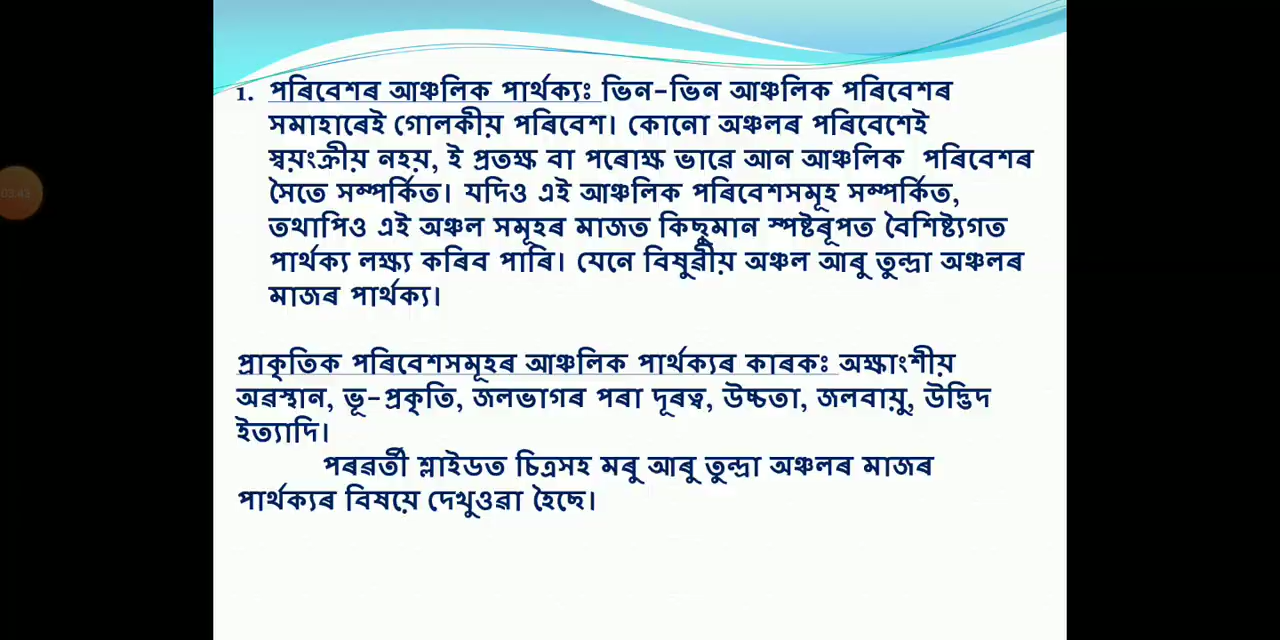 03:43
1. পৰিবেশৰ আঞ্চলিক পাৰ্থক্যঃ ভিন-ভিন আঞ্চলিক পৰিবেশৰ
সমাহাৰেই গোলকীয় পৰিবেশ। কোনো অঞ্চলৰ পৰিবেশেই
স্বয়ংক্ৰীয় নহয়, ই প্ৰতক্ষ বা পৰোক্ষ ভাৱে আন আঞ্চলিক পৰিবেশৰ
সৈতে সম্পৰ্কিত। যদিও এই আঞ্চলিক পৰিবেশসমূহ সম্পৰ্কিত,
তথাপিও এই অঞ্চল সমূহৰ মাজত কিছুমান স্পষ্টৰূপত বৈশিষ্ট্যগত
পাৰ্থক্য লক্ষ্য কৰিব পাৰি। যেনে বিষুৱীয় অঞ্চল আৰু তুন্দ্ৰা অঞ্চলৰ
মাজৰ পাৰ্থক্য।
প্ৰাকৃতিক পৰিবেশসমূহৰ আঞ্চলিক পাৰ্থক্যৰ কাৰকঃ অক্ষাংশীয়
অৱস্থান, ভূ-প্ৰকৃতি, জলভাগৰ পৰা দূৰত্ব, উচ্চতা, জলবায়ু, উদ্ভিদ
ইত্যাদি।
পৰৱৰ্তী শ্লাইডত চিত্ৰসহ মৰু আৰু তুন্দ্ৰা অঞ্চলৰ মাজৰ
পাৰ্থক্যৰ বিষয়ে দেখুওৱা হৈছে।